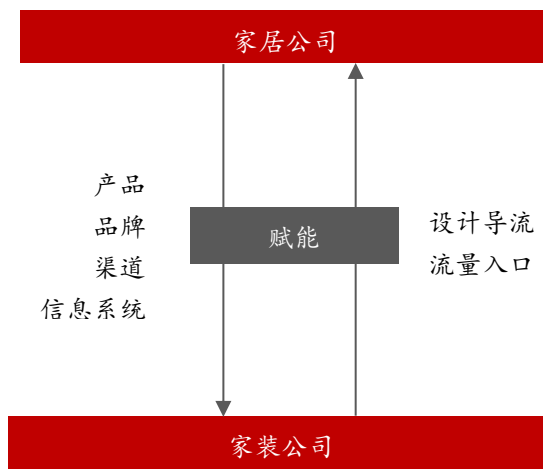 家居公司
产品
品牌
渠道
信息系统
赋能
设计导流
流量入口
家装公司